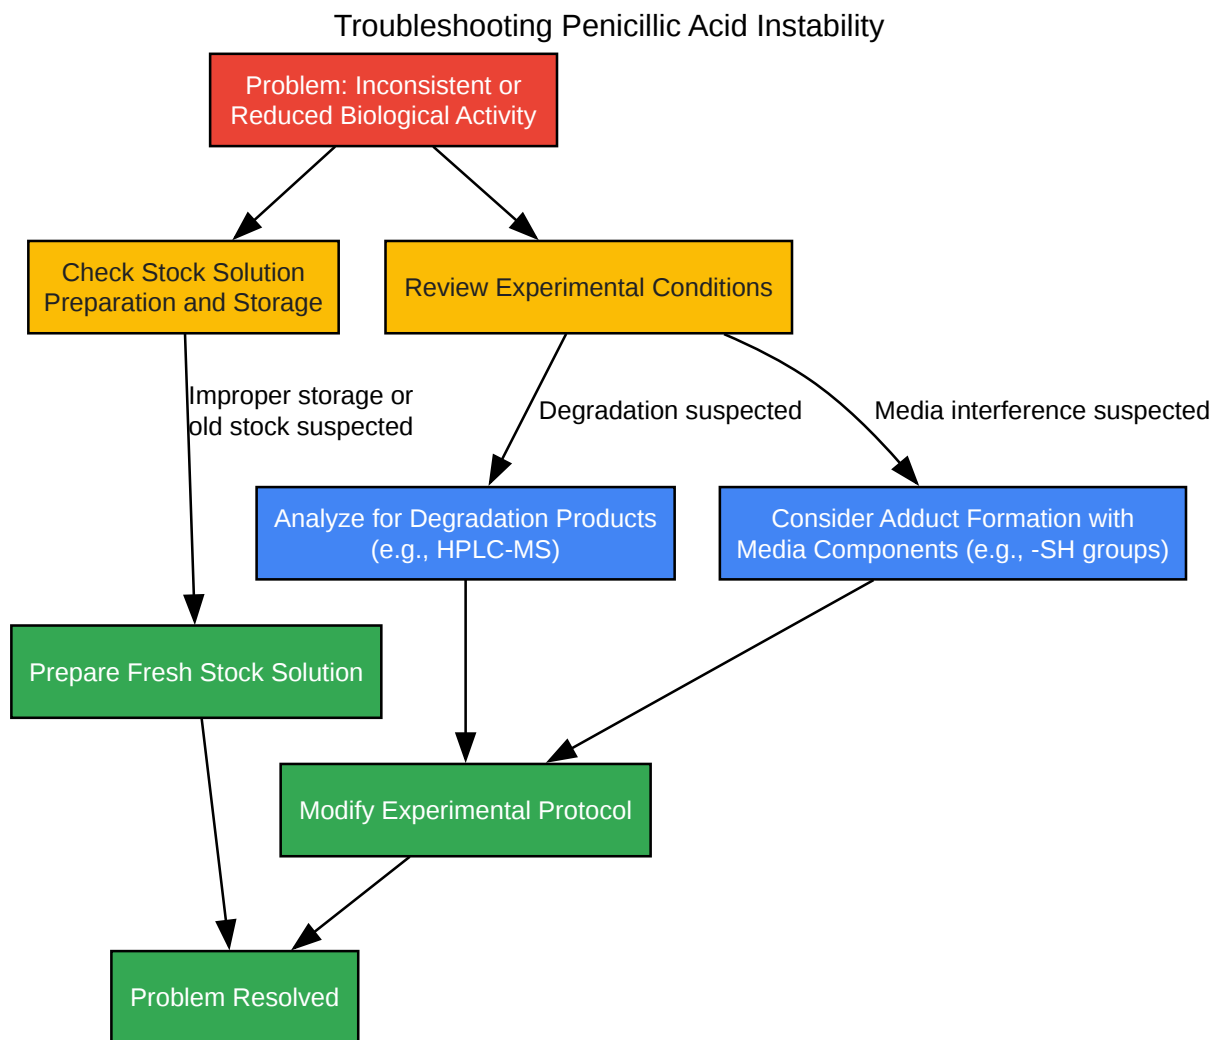 Troubleshooting Penicillic Acid Instability
Problem: Inconsistent or
Reduced Biological Activity
Check Stock Solution
Preparation and Storage
Review Experimental Conditions
Improper storage or
old stock suspected
Degradation suspected
Media interference suspected
Analyze for Degradation Products
(e.g., HPLC-MS)
Consider Adduct Formation with
Media Components (e.g., -SH groups)
Prepare Fresh Stock Solution
Modify Experimental Protocol
Problem Resolved